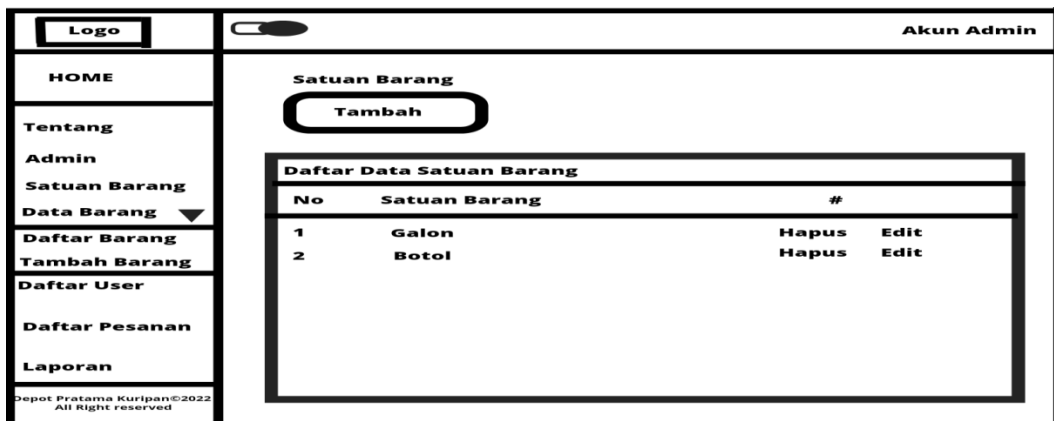 Logo
Akun Admin
HOME
Tentang
Admin
Satuan Barang
Data Barang
Daftar Barang
Tambah Barang
Daftar User
Daftar Pesanan
Laporan
Depot Pratama Kuripan©2022
All Right reserved
Satuan Barang
Tambah
Daftar Data Satuan Barang
No Satuan Barang #
1 Galon Hapus Edit
2 Botol Hapus Edit